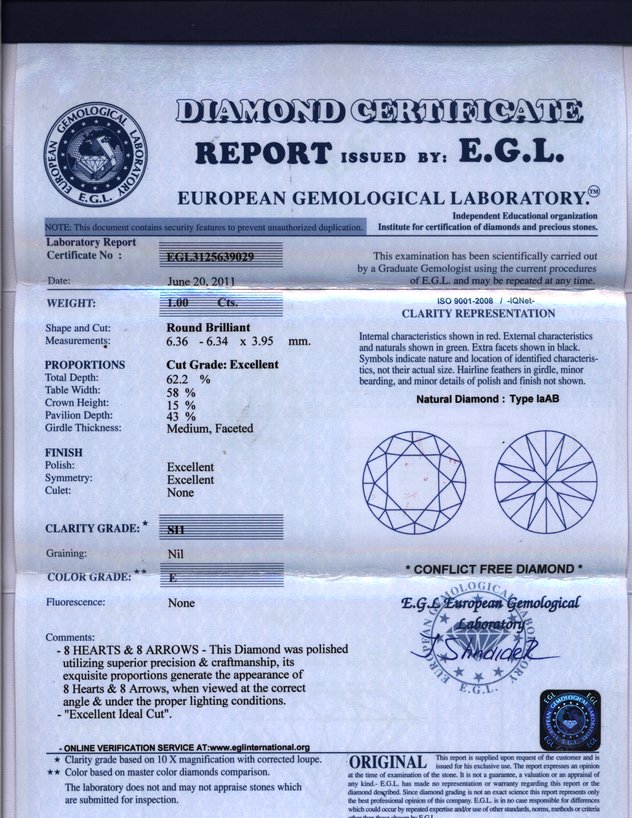 DIAMOND CERTIFICATE
REPORT ISSUED BY: E.G.L.
EUROPEAN GEMOLOGICAL LABORATORY.™
EUROPEAN GEMOLOGICAL LABORATORY
E.G.L.
Independent Educational organization
NOTE: This document contains security features to prevent unauthorized duplication.
Institute for certification of diamonds and precious stones.
Laboratory Report
Certificate No : EGL3125639029
Date: June 20, 2011
This examination has been scientifically carried out
by a Graduate Gemologist using the current procedures
of E.G.L. and may be repeated at any time.
WEIGHT: 1.00 Cts.
Shape and Cut: Round Brilliant
Measurements: 6.36 - 6.34 x 3.95 mm.
PROPORTIONS Cut Grade: Excellent
Total Depth: 62.2 %
Table Width: 58 %
Crown Height: 15 %
Pavilion Depth: 43 %
Girdle Thickness: Medium, Faceted
FINISH
Polish: Excellent
Symmetry: Excellent
Culet: None
CLARITY GRADE: * SI1
Graining: Nil
COLOR GRADE: ** E
Fluorescence: None
Comments:
- 8 HEARTS & 8 ARROWS - This Diamond was polished
utilizing superior precision & craftmanship, its
exquisite proportions generate the appearance of
8 Hearts & 8 Arrows, when viewed at the correct
angle & under the proper lighting conditions.
- "Excellent Ideal Cut".
- ONLINE VERIFICATION SERVICE AT:www.eglinternational.org
* Clarity grade based on 10 X magnification with corrected loupe.
** Color based on master color diamonds comparison.
The laboratory does not and may not appraise stones which
are submitted for inspection.
ISO 9001-2008 / -IQNet-
CLARITY REPRESENTATION
Internal characteristics shown in red. External characteristics
and naturals shown in green. Extra facets shown in black.
Symbols indicate nature and location of identified characteris-
tics, not their actual size. Hairline feathers in girdle, minor
bearding, and minor details of polish and finish not shown.
Natural Diamond : Type IaAB
* CONFLICT FREE DIAMOND *
E.G.L European Gemological
Laboratory
E.G.L.
ORIGINAL This report is supplied upon request of the customer and is
issued for his exclusive use. The report expresses an opinion
at the time of examination of the stone. It is not a guarantee, a valuation or an appraisal of
any kind.- E.G.L. has made no representation or warranty regarding this report or the
diamond described. Since diamond grading is not an exact science this report represents only
the best professional opinion of this company. E.G.L. is in no case responsible for differences
which could occur by repeated expertise and/or use of other standards, norms, methods or criteria